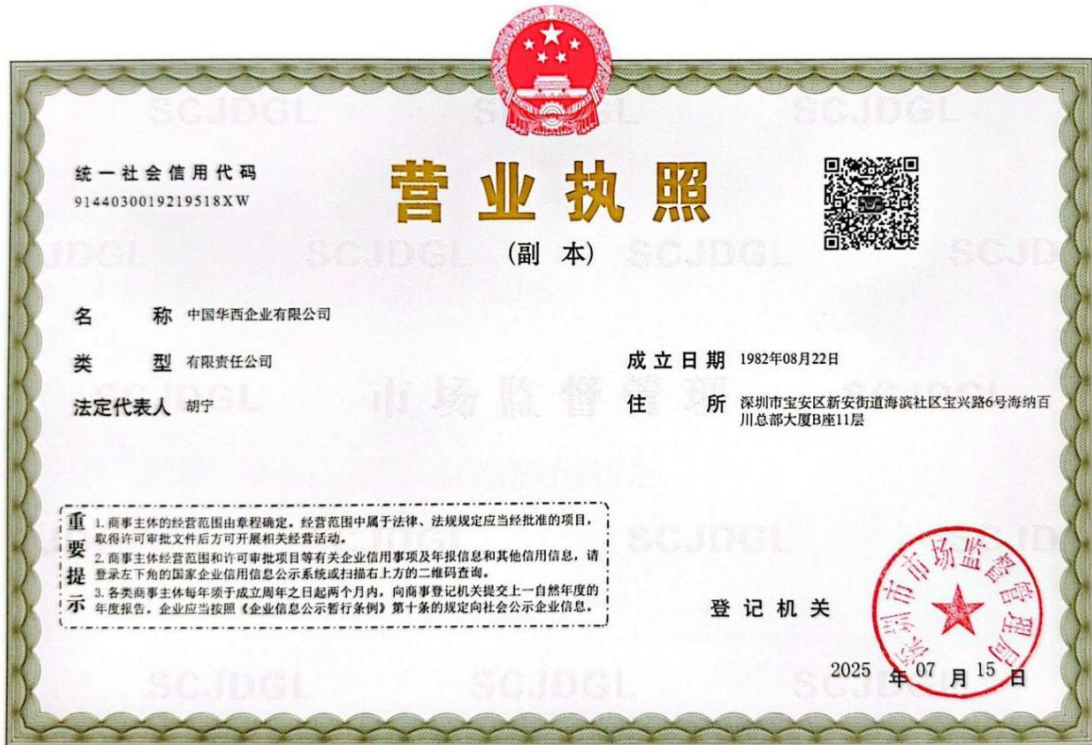 统一社会信用代码
9144030019219518XW
营业执照
(副 本)
名 称 中国华西企业有限公司
类 型 有限责任公司
法定代表人 胡宁
成立日期 1982年08月22日
住 所 深圳市宝安区新安街道海滨社区宝兴路6号海纳百
川总部大厦B座11层
重要提示
1.商事主体的经营范围由章程确定。经营范围中属于法律、法规规定应当经批准的项目，
取得许可审批文件后方可开展相关经营活动。
2.商事主体经营范围和许可审批项目等有关企业信用事项及年报信息和其他信用信息，请
登录左下角的国家企业信用信息公示系统或扫描右上方的二维码查询。
3.各类商事主体每年须于成立周年之日起两个月内，向商事登记机关提交上一自然年度的
年度报告。企业应当按照《企业信息公示暂行条例》第十条的规定向社会公示企业信息。
登记机关
深圳市市场监督管理局
2025 年 07 月 15 日
SCJDGL
市场监督管理